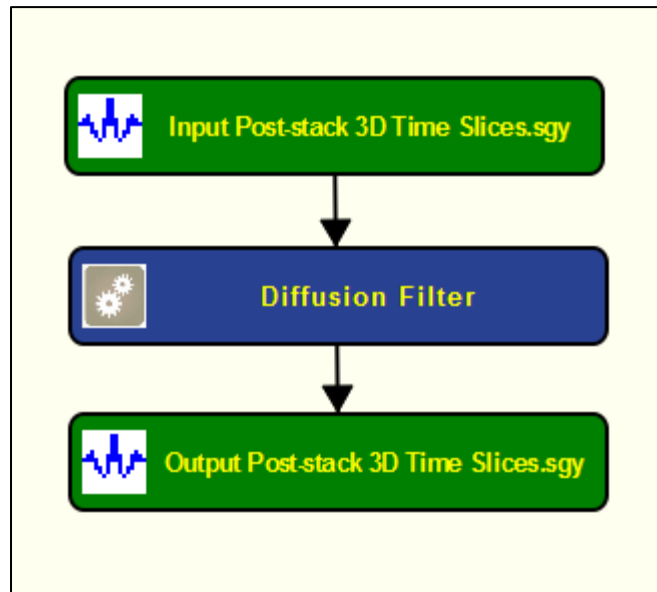 Input Post-stack 3D Time Slices.sgy
Diffusion Filter
Output Post-stack 3D Time Slices.sgy